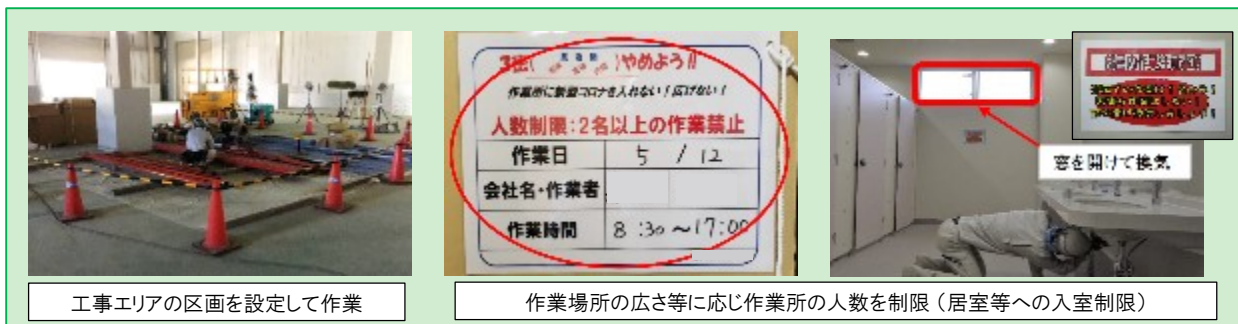 3密( )やめよう!!
作業所に新型コロナを入れない!広げない!
人数制限:2名以上の作業禁止
作業日 5 / 12
会社名・作業者
作業時間 8:30~17:00
窓を開けて換気
工事エリアの区画を設定して作業
作業場所の広さ等に応じ作業所の人数を制限(居室等への入室制限)